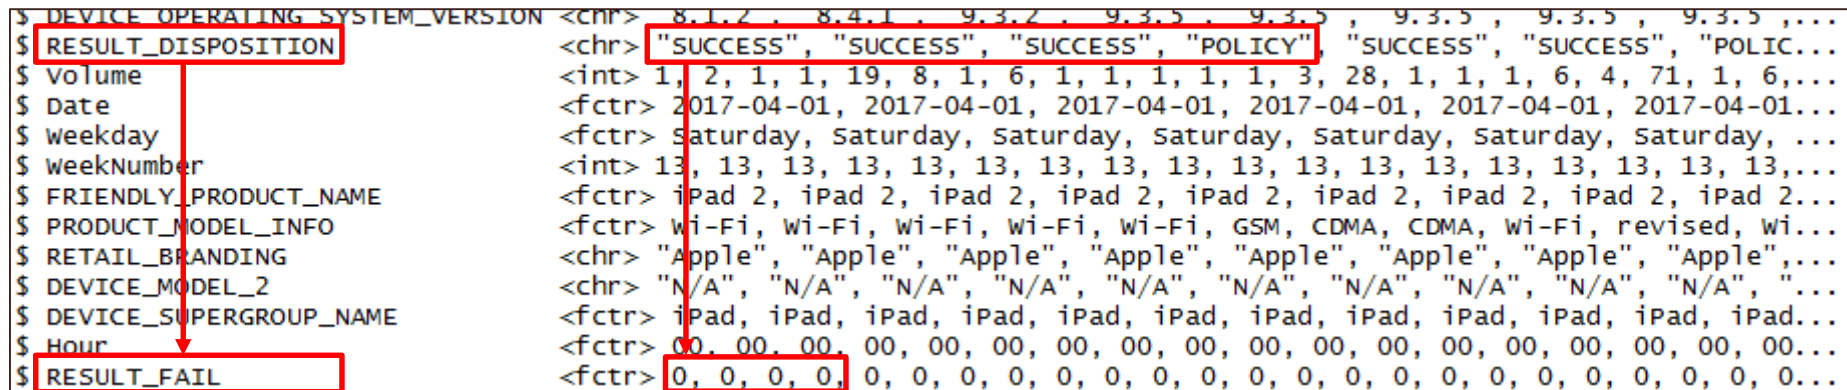 $ DEVICE_OPERATING_SYSTEM_VERSION <chr> "8.1.2", "8.4.1", "9.3.2", "9.3.5", "9.3.5", "9.3.5", "9.3.5", "9.3.5",...
$ RESULT_DISPOSITION <chr> "SUCCESS", "SUCCESS", "SUCCESS", "POLICY", "SUCCESS", "SUCCESS", "POLIC...
$ Volume <int> 1, 2, 1, 1, 19, 8, 1, 6, 1, 1, 1, 1, 1, 3, 28, 1, 1, 1, 6, 4, 71, 1, 6,...
$ Date <fctr> 2017-04-01, 2017-04-01, 2017-04-01, 2017-04-01, 2017-04-01, 2017-04-01...
$ Weekday <fctr> Saturday, Saturday, Saturday, Saturday, Saturday, Saturday, Saturday, ...
$ WeekNumber <int> 13, 13, 13, 13, 13, 13, 13, 13, 13, 13, 13, 13, 13, 13, 13, 13, 13, 13,...
$ FRIENDLY_PRODUCT_NAME <fctr> iPad 2, iPad 2, iPad 2, iPad 2, iPad 2, iPad 2, iPad 2, iPad 2, iPad 2...
$ PRODUCT_MODEL_INFO <fctr> Wi-Fi, Wi-Fi, Wi-Fi, Wi-Fi, Wi-Fi, GSM, CDMA, CDMA, Wi-Fi, revised, Wi...
$ RETAIL_BRANDING <chr> "Apple", "Apple", "Apple", "Apple", "Apple", "Apple", "Apple", "Apple",...
$ DEVICE_MODEL_2 <chr> "N/A", "N/A", "N/A", "N/A", "N/A", "N/A", "N/A", "N/A", "N/A", "N/A", "...
$ DEVICE_SUPERGROUP_NAME <fctr> iPad, iPad, iPad, iPad, iPad, iPad, iPad, iPad, iPad, iPad, iPad, iPad...
$ Hour <fctr> 00, 00, 00, 00, 00, 00, 00, 00, 00, 00, 00, 00, 00, 00, 00, 00, 00, 00...
$ RESULT_FAIL <fctr> 0, 0, 0, 0, 0, 0, 0, 0, 0, 0, 0, 0, 0, 0, 0, 0, 0, 0, 0, 0, 0, 0, 0, 0...